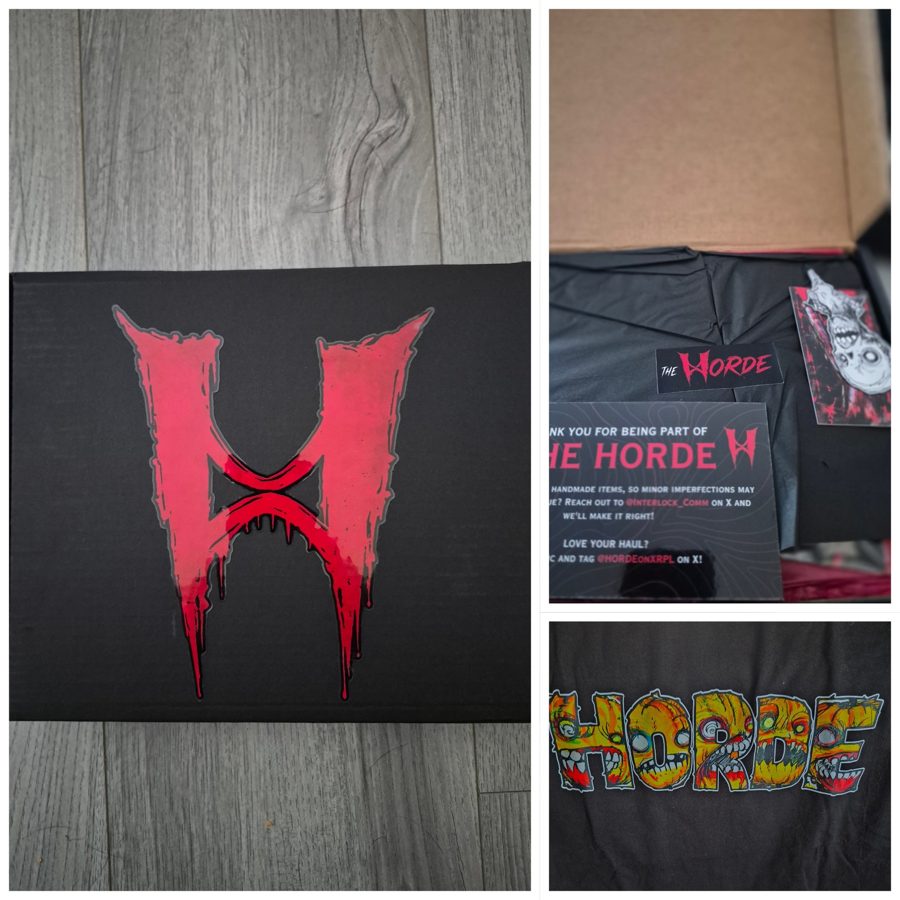 H
THE HORDE
NK YOU FOR BEING PART OF
HE HORDE H
HANDMADE ITEMS, SO MINOR IMPERFECTIONS MAY
UE? REACH OUT TO @INTERLOCK_COMM ON X AND
WE'LL MAKE IT RIGHT!
LOVE YOUR HAUL?
IC AND TAG @HORDEONXRPL ON X!
HORDE